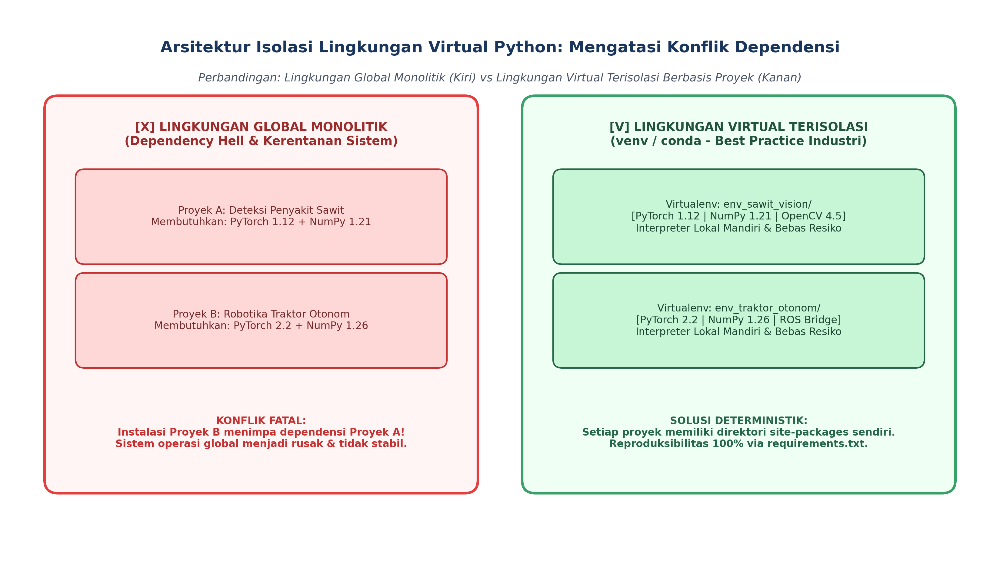 Arsitektur Isolasi Lingkungan Virtual Python: Mengatasi Konflik Dependensi
Perbandingan: Lingkungan Global Monolitik (Kiri) vs Lingkungan Virtual Terisolasi Berbasis Proyek (Kanan)
[X] LINGKUNGAN GLOBAL MONOLITIK
(Dependency Hell & Kerentanan Sistem)
Proyek A: Deteksi Penyakit Sawit
Membutuhkan: PyTorch 1.12 + NumPy 1.21
Proyek B: Robotika Traktor Otonom
Membutuhkan: PyTorch 2.2 + NumPy 1.26
KONFLIK FATAL:
Instalasi Proyek B menimpa dependensi Proyek A!
Sistem operasi global menjadi rusak & tidak stabil.
[V] LINGKUNGAN VIRTUAL TERISOLASI
(venv / conda - Best Practice Industri)
Virtualenv: env_sawit_vision/
[PyTorch 1.12 | NumPy 1.21 | OpenCV 4.5]
Interpreter Lokal Mandiri & Bebas Resiko
Virtualenv: env_traktor_otonom/
[PyTorch 2.2 | NumPy 1.26 | ROS Bridge]
Interpreter Lokal Mandiri & Bebas Resiko
SOLUSI DETERMINISTIK:
Setiap proyek memiliki direktori site-packages sendiri.
Reproduksibilitas 100% via requirements.txt.